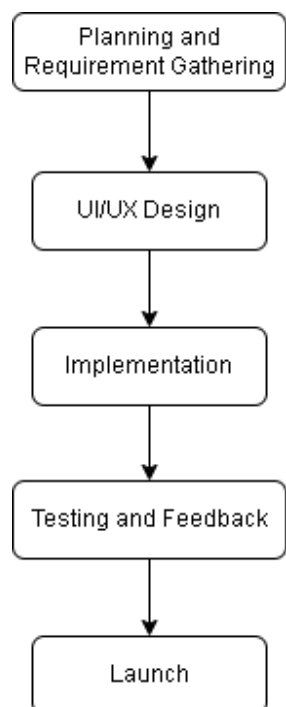 Planning and
Requirement Gathering
UI/UX Design
Implementation
Testing and Feedback
Launch